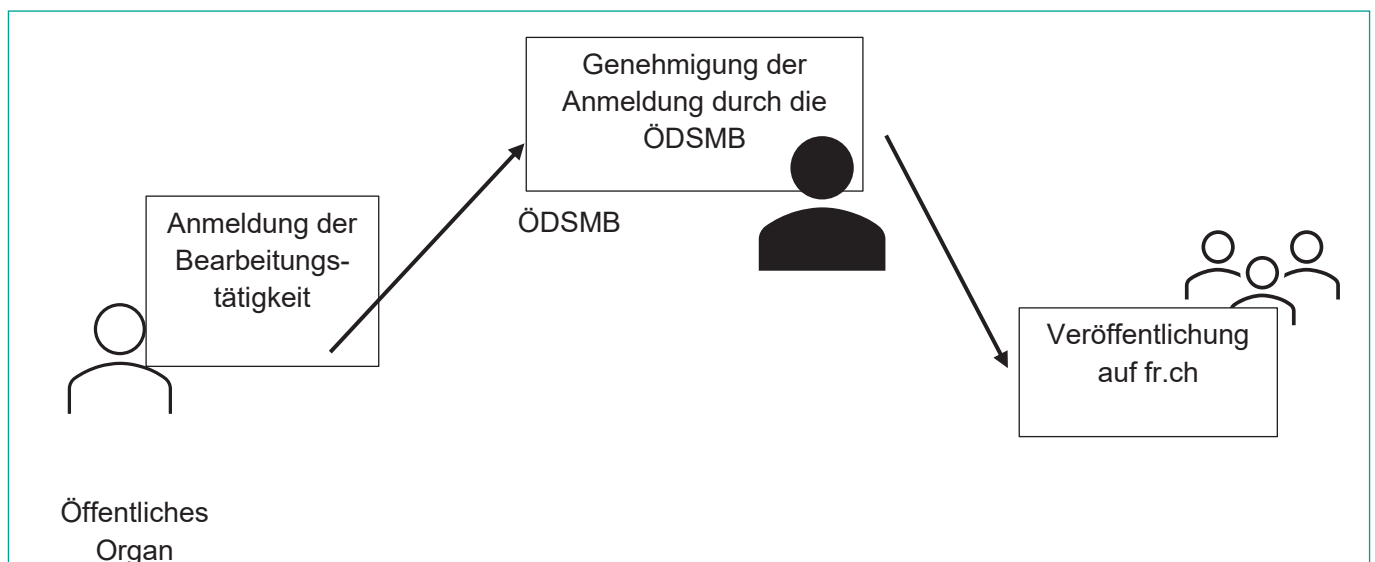 Genehmigung der
Anmeldung durch die
ÖDSMB
ÖDSMB
Anmeldung der
Bearbeitungs-
tätigkeit
Veröffentlichung
auf fr.ch
Öffentliches
Organ